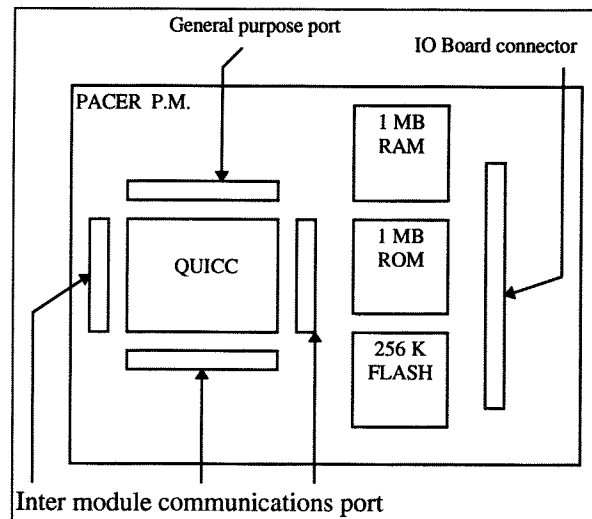 General purpose port
IO Board connector
PACER P.M.
1 MB
RAM
QUICC
1 MB
ROM
256 K
FLASH
Inter module communications port